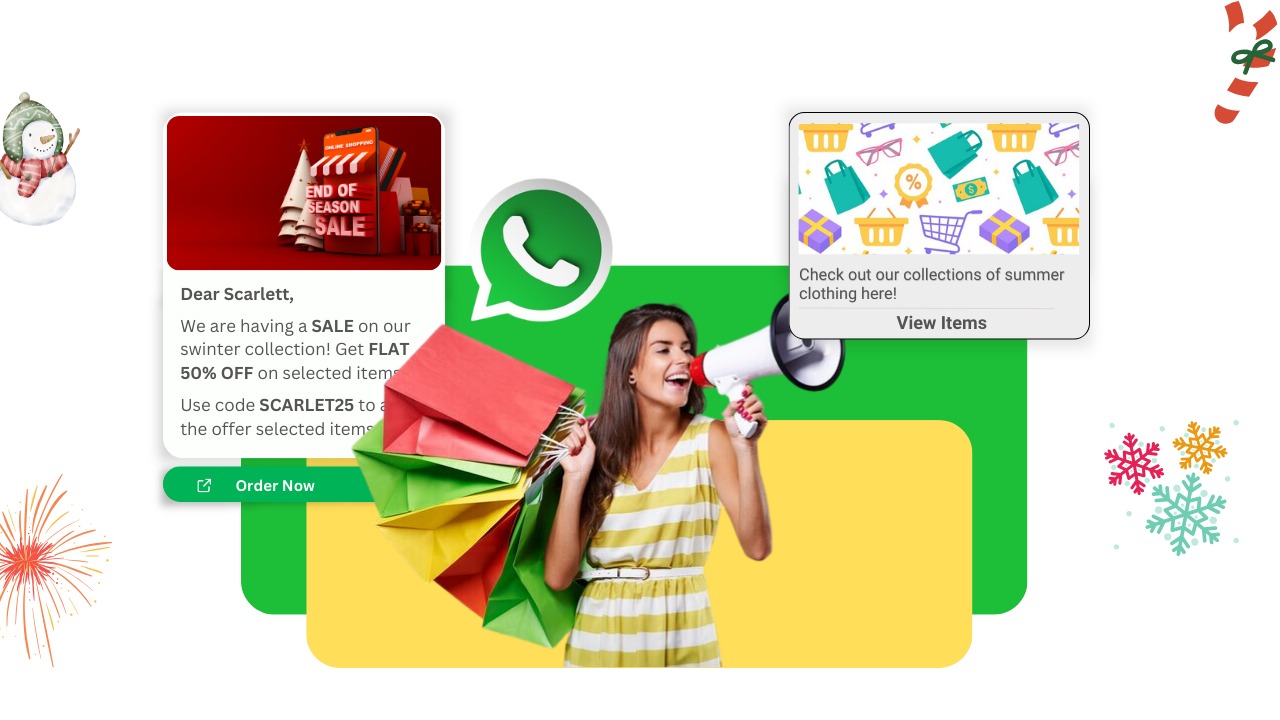 ONLINE SHOPPING
END OF
SEASON
SALE
Dear Scarlett,
We are having a SALE on our
swinter collection! Get FLAT
50% OFF on selected items
Use code SCARLET25 to a
the offer selected items
Order Now
%
$
Check out our collections of summer
clothing here!
View Items